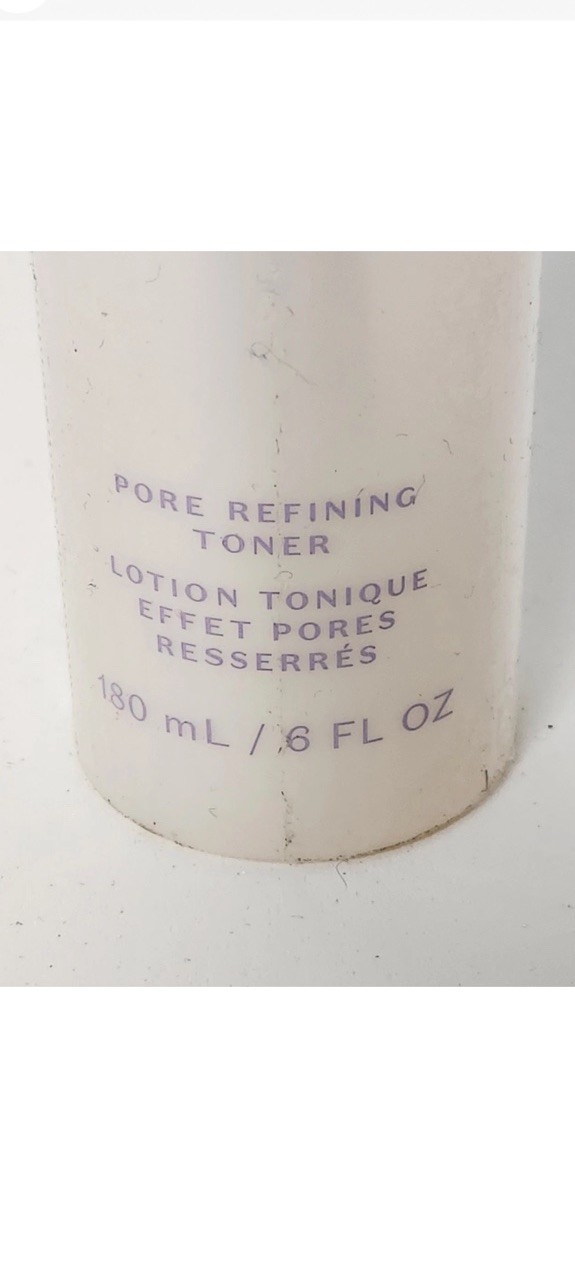 PORE REFINING
TONER
LOTION TONIQUE
EFFET PORES
RESSERRÉS
180 mL / 6 FL OZ